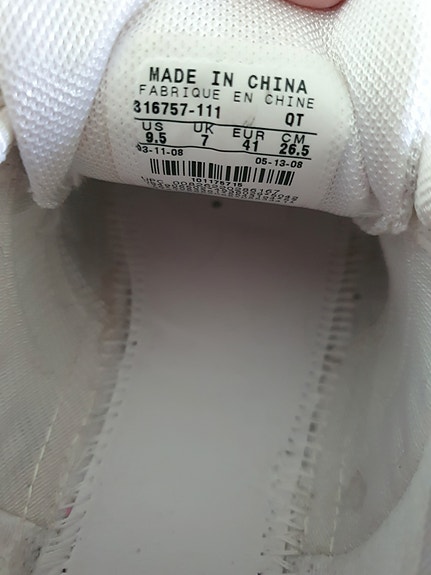 MADE IN CHINA
FABRIQUE EN CHINE
316757-111 QT
US UK EUR CM
9.5 7 41 26.5
03-11-08 05-13-08
ID1175715